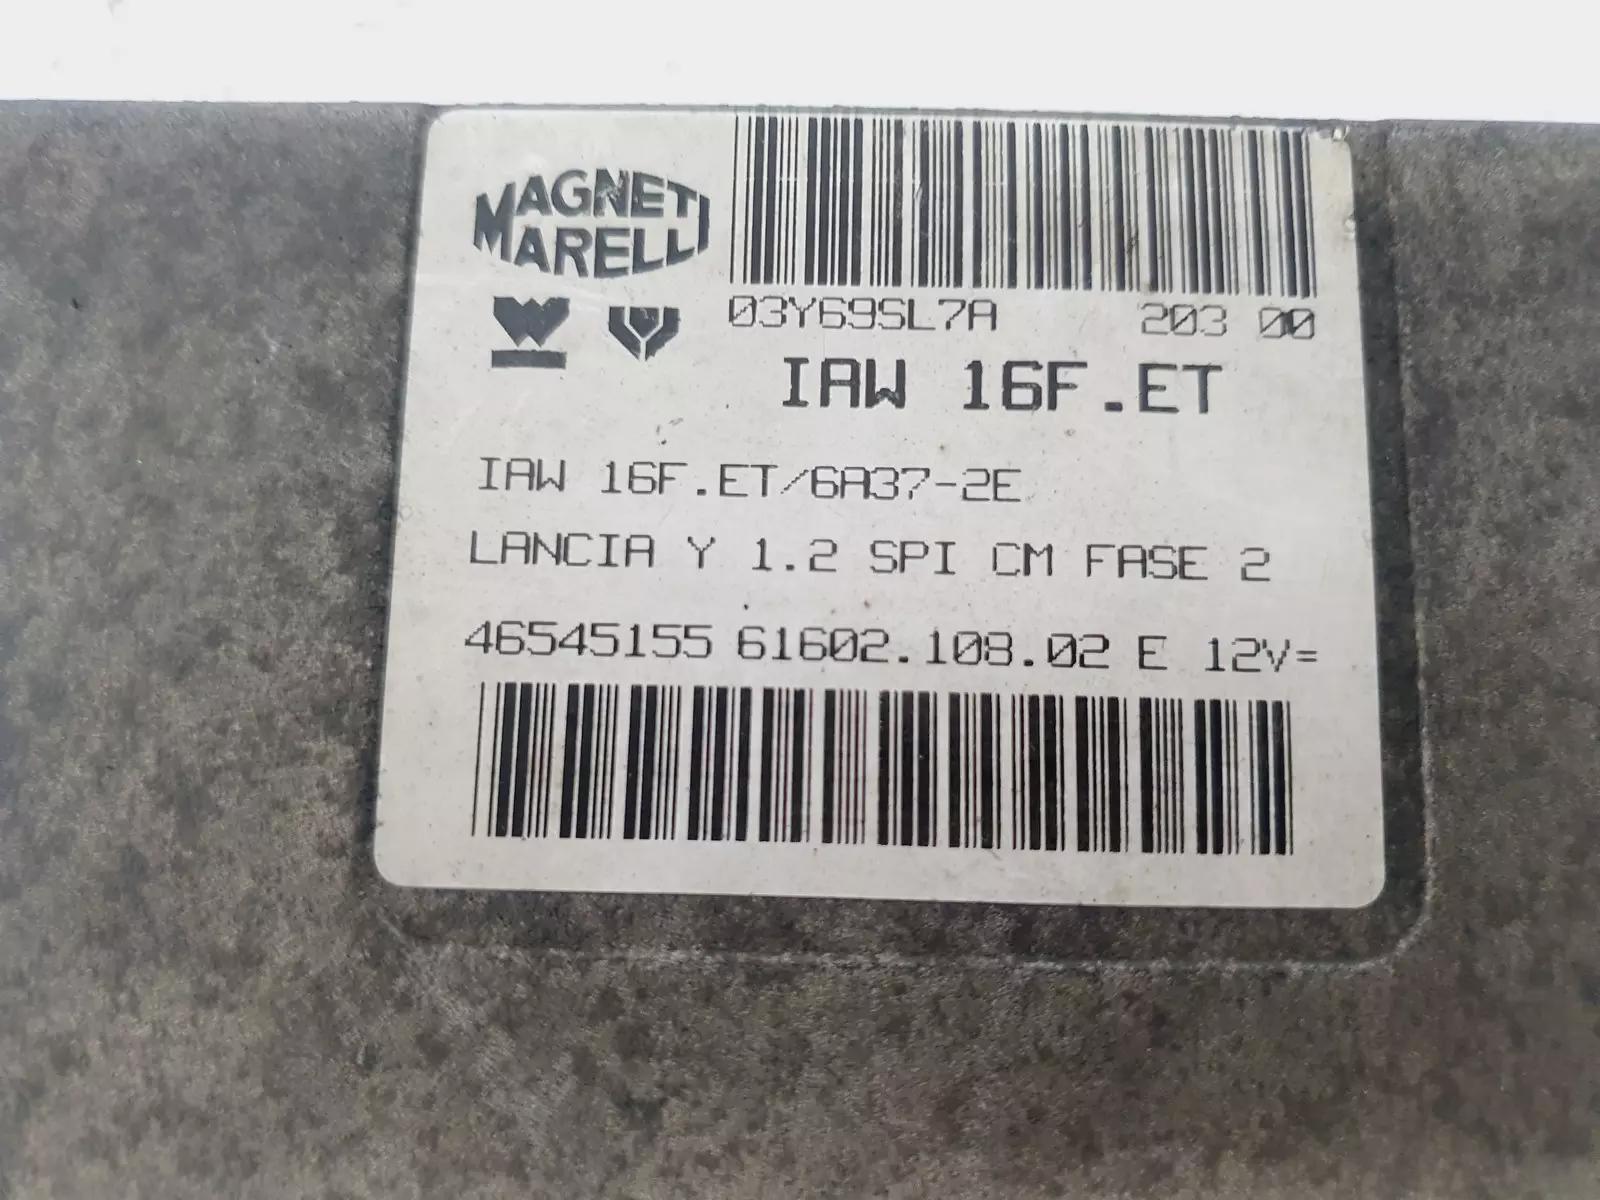 MAGNETI
MARELLI
03Y69SL7A 203 00
IAW 16F.ET
IAW 16F.ET/6A37-2E
LANCIA Y 1.2 SPI CM FASE 2
46545155 61602.108.02 E 12V=